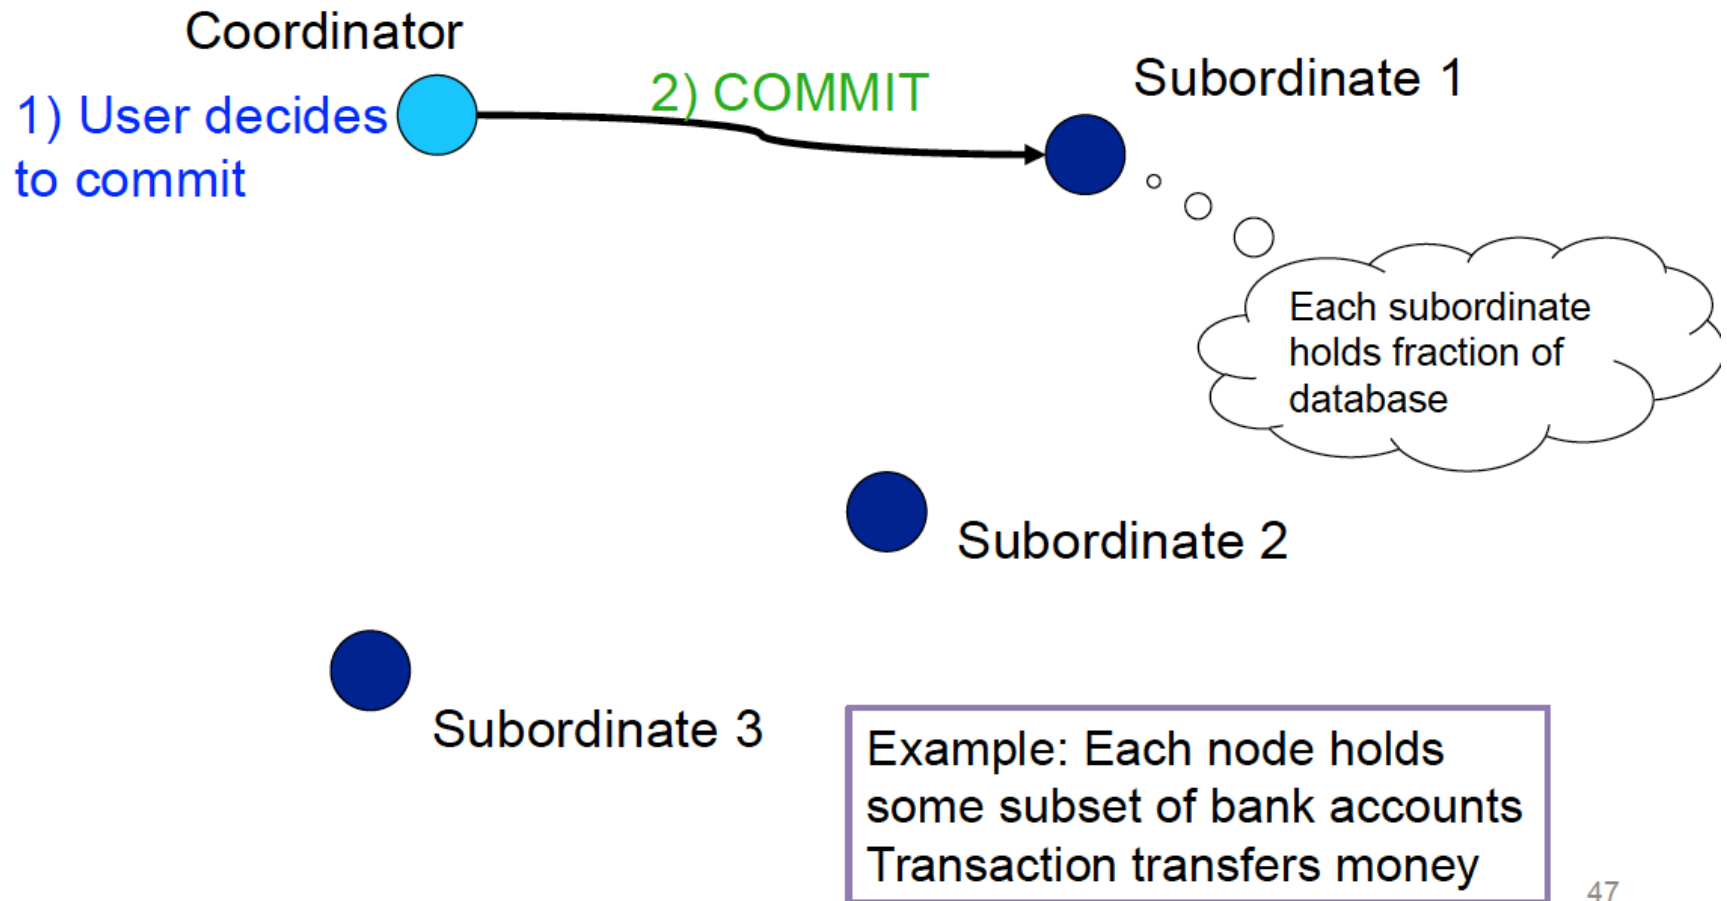 Coordinator
1) User decides
to commit
2) COMMIT
Subordinate 1
Each subordinate
holds fraction of
database
Subordinate 2
Subordinate 3
Example: Each node holds
some subset of bank accounts
Transaction transfers money
47